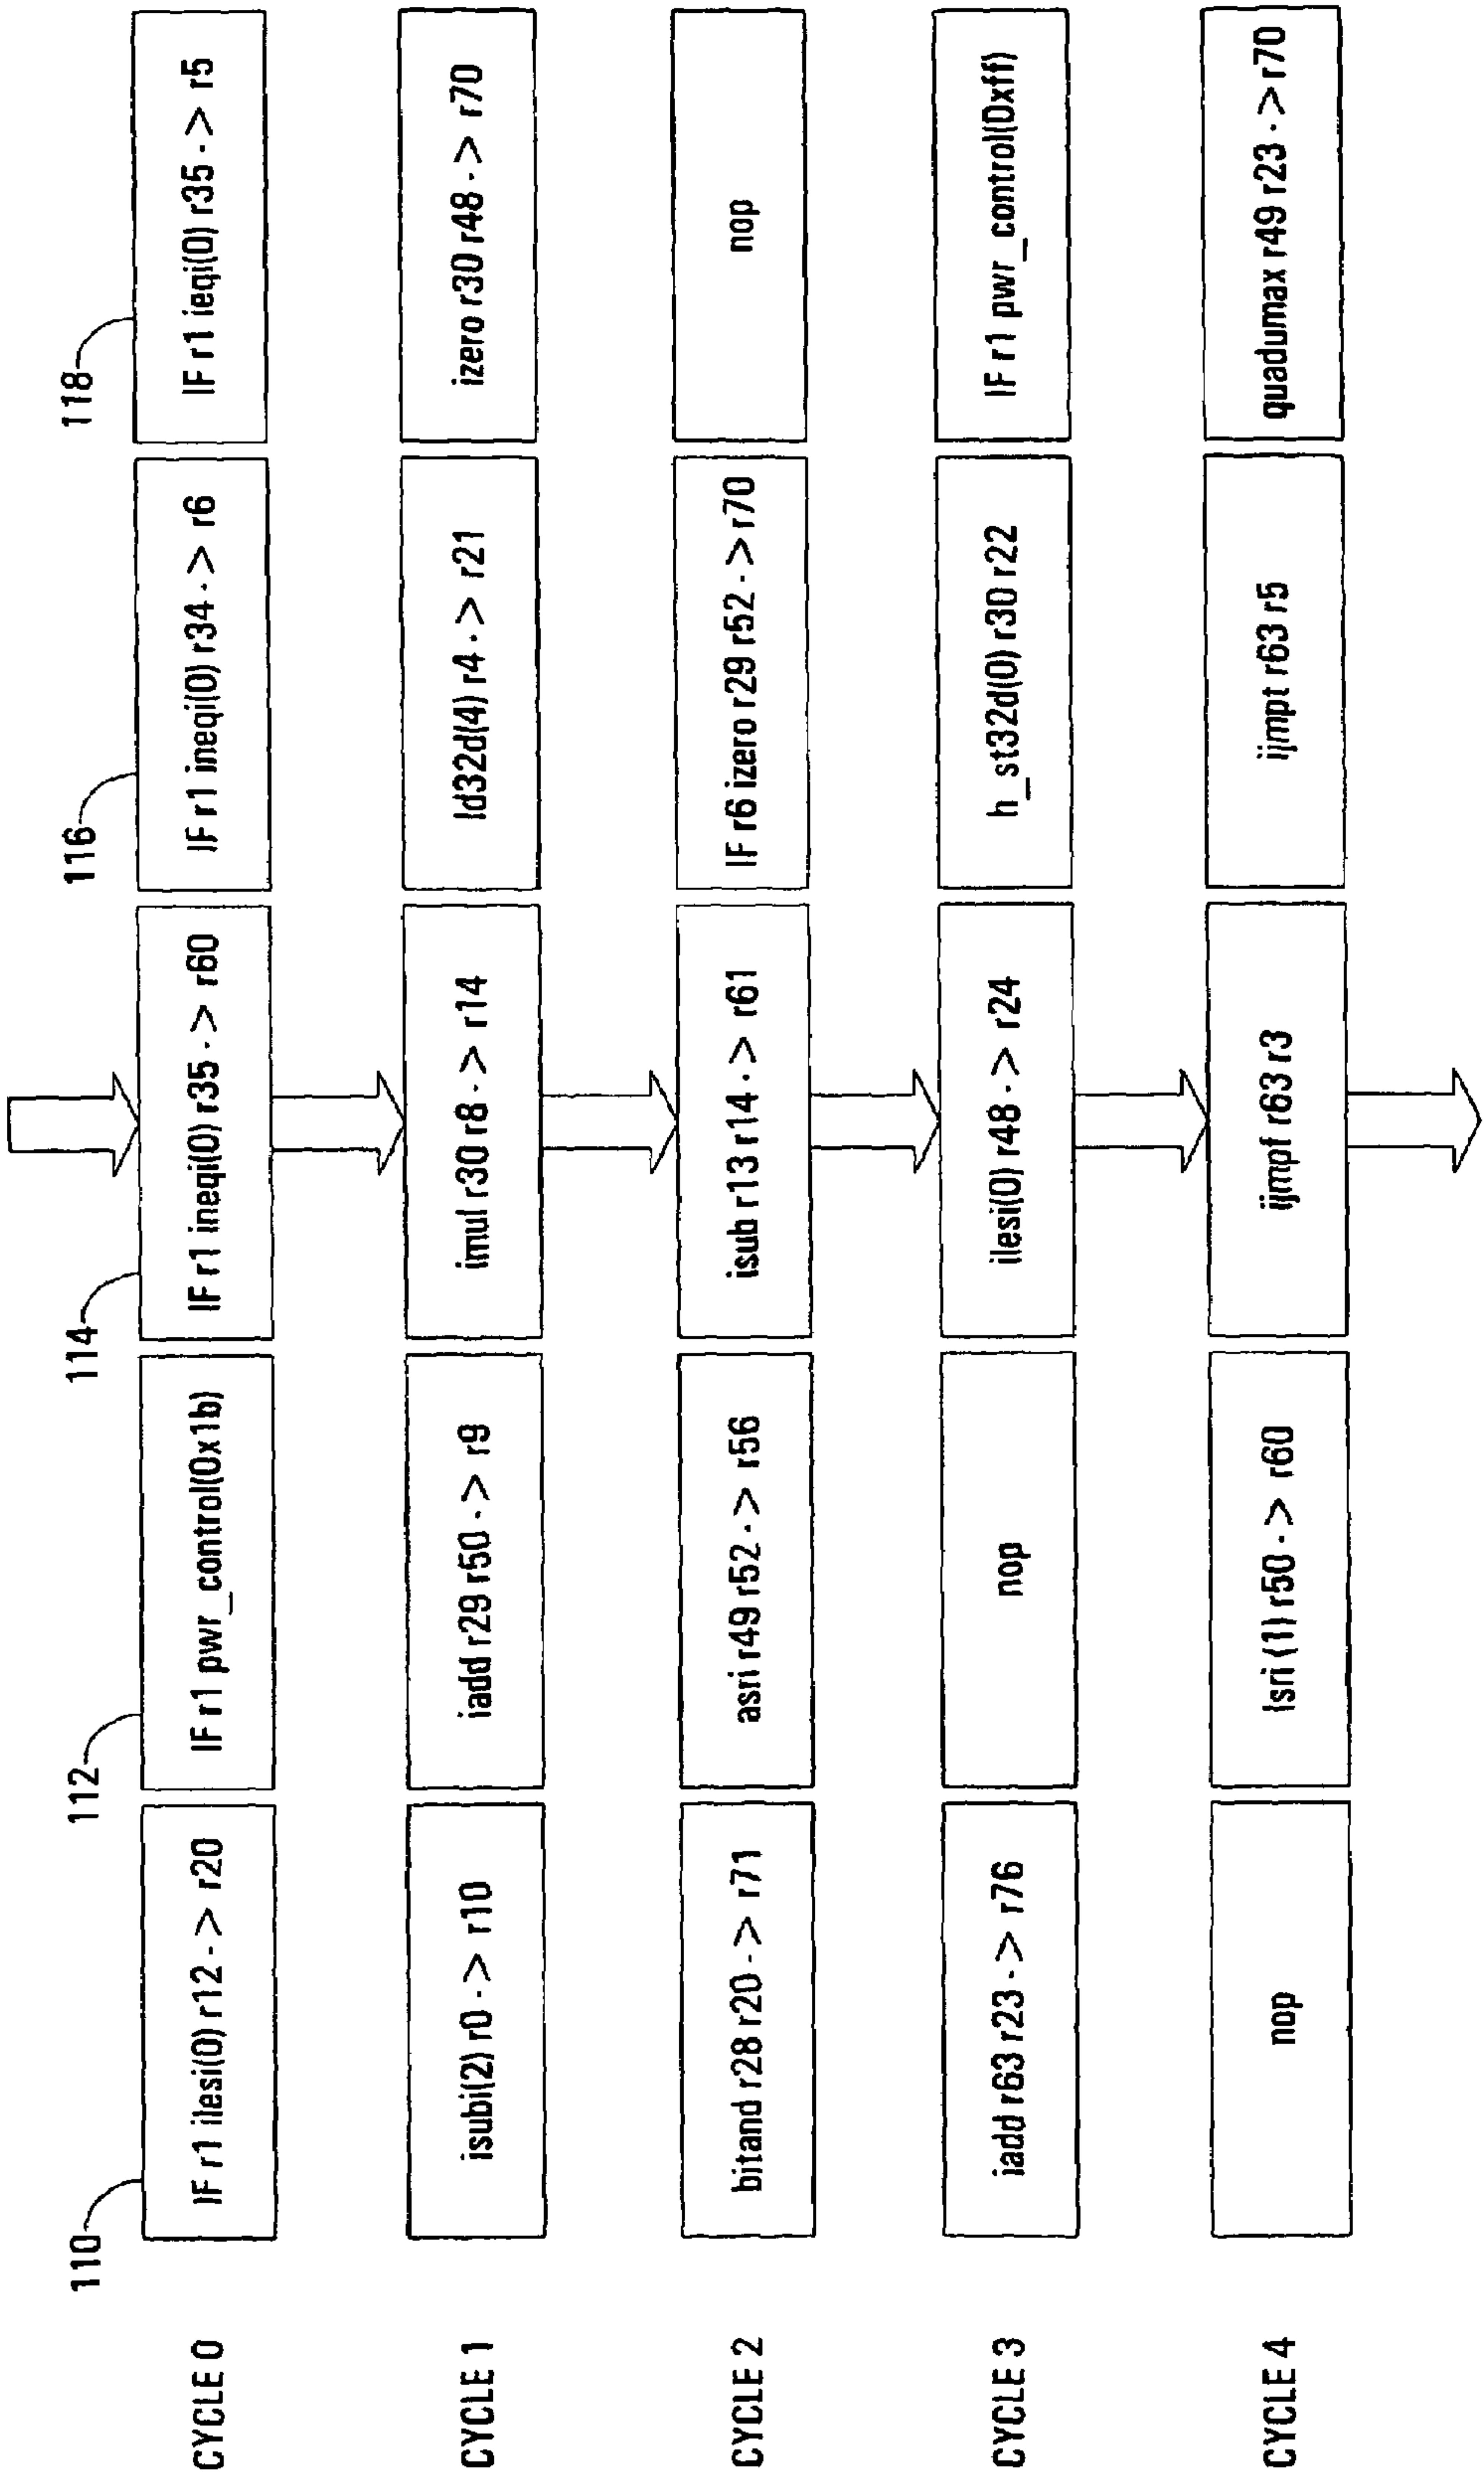 110
112
114
116
118
CYCLE 0
IF r1 ilesi(0) r12 - > r20
IF r1 pwr_control(0x1b)
IF r1 ineqi(0) r35 - > r60
IF r1 ineqi(0) r34 - > r6
IF r1 ieqi(0) r35 - > r5
CYCLE 1
isubi(2) r0 - > r10
iadd r29 r50 - > r9
imul r30 r8 - > r14
ld32d(4) r4 - > r21
izero r30 r48 - > r70
CYCLE 2
bitand r28 r20 - > r71
asri r49 r52 - > r56
isub r13 r14 - > r61
IF r6 izero r29 r52 - > r70
nop
CYCLE 3
iadd r63 r23 - > r76
nop
ilesi(0) r48 - > r24
h_st32d(0) r30 r22
IF r1 pwr_control(0xff)
CYCLE 4
nop
lsri (1) r50 - > r60
ijmpf r63 r3
ijmpt r63 r5
quadumax r49 r23 - > r70